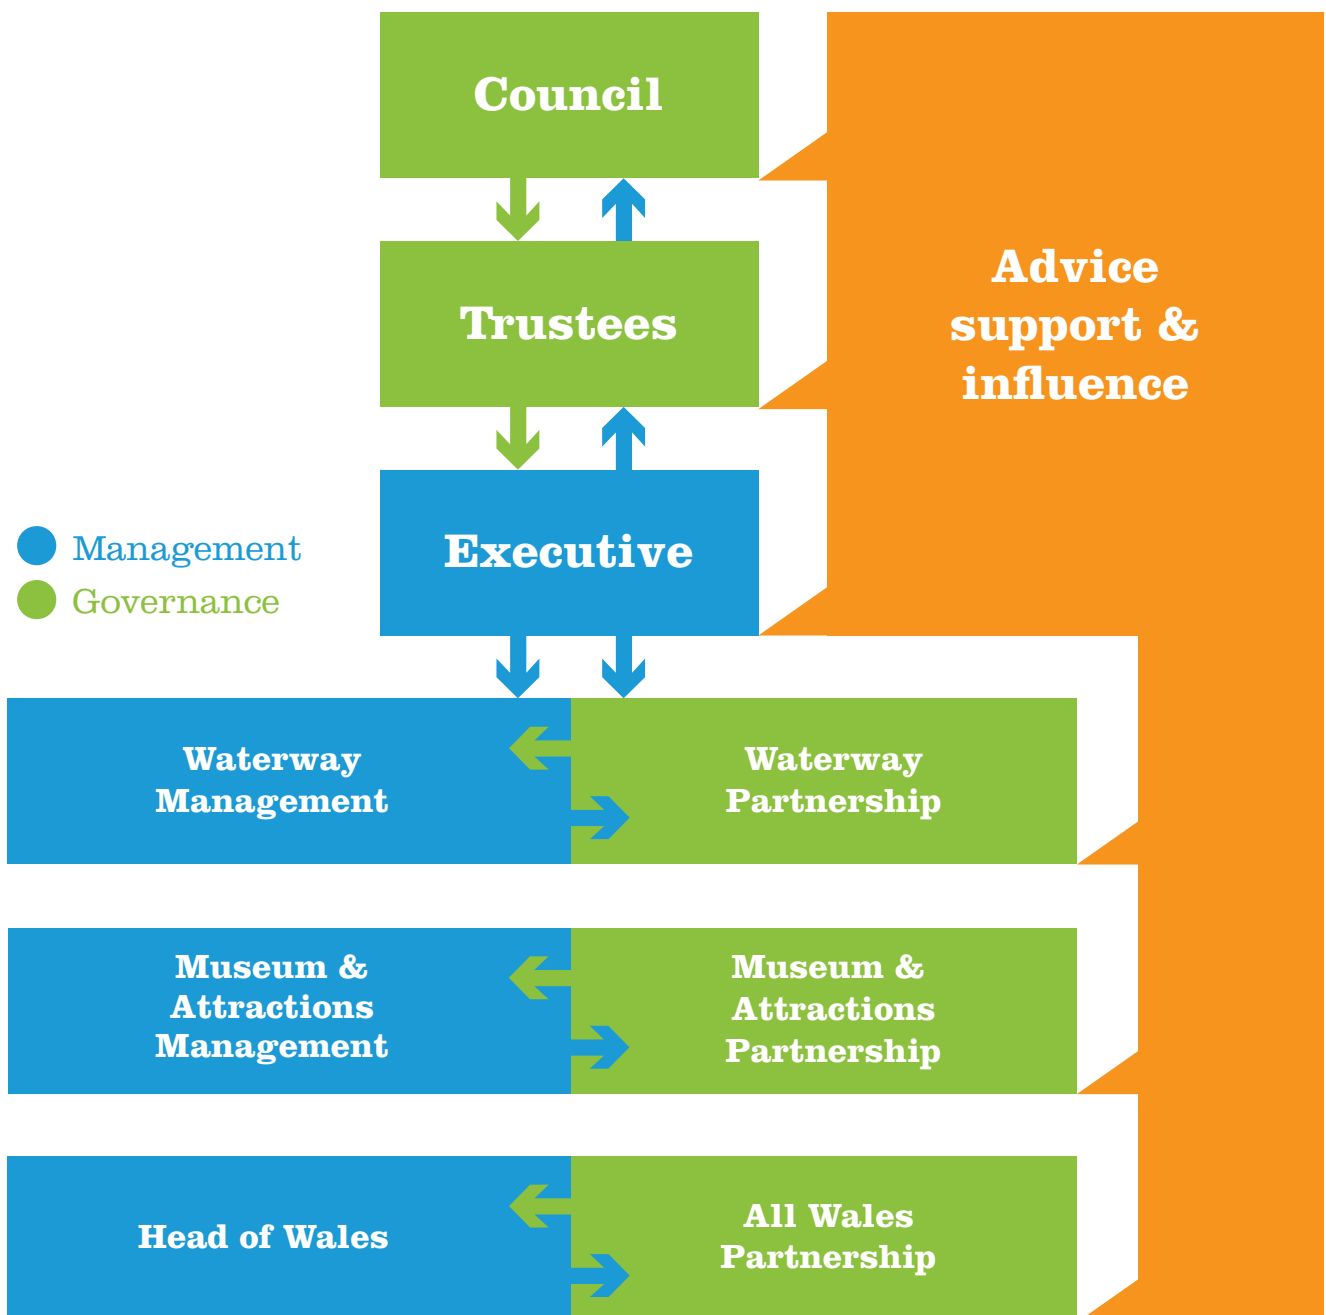 Council
Trustees
Advice
support &
influence
Executive
Management
Governance
Waterway
Management
Waterway
Partnership
Museum &
Attractions
Management
Museum &
Attractions
Partnership
Head of Wales
All Wales
Partnership